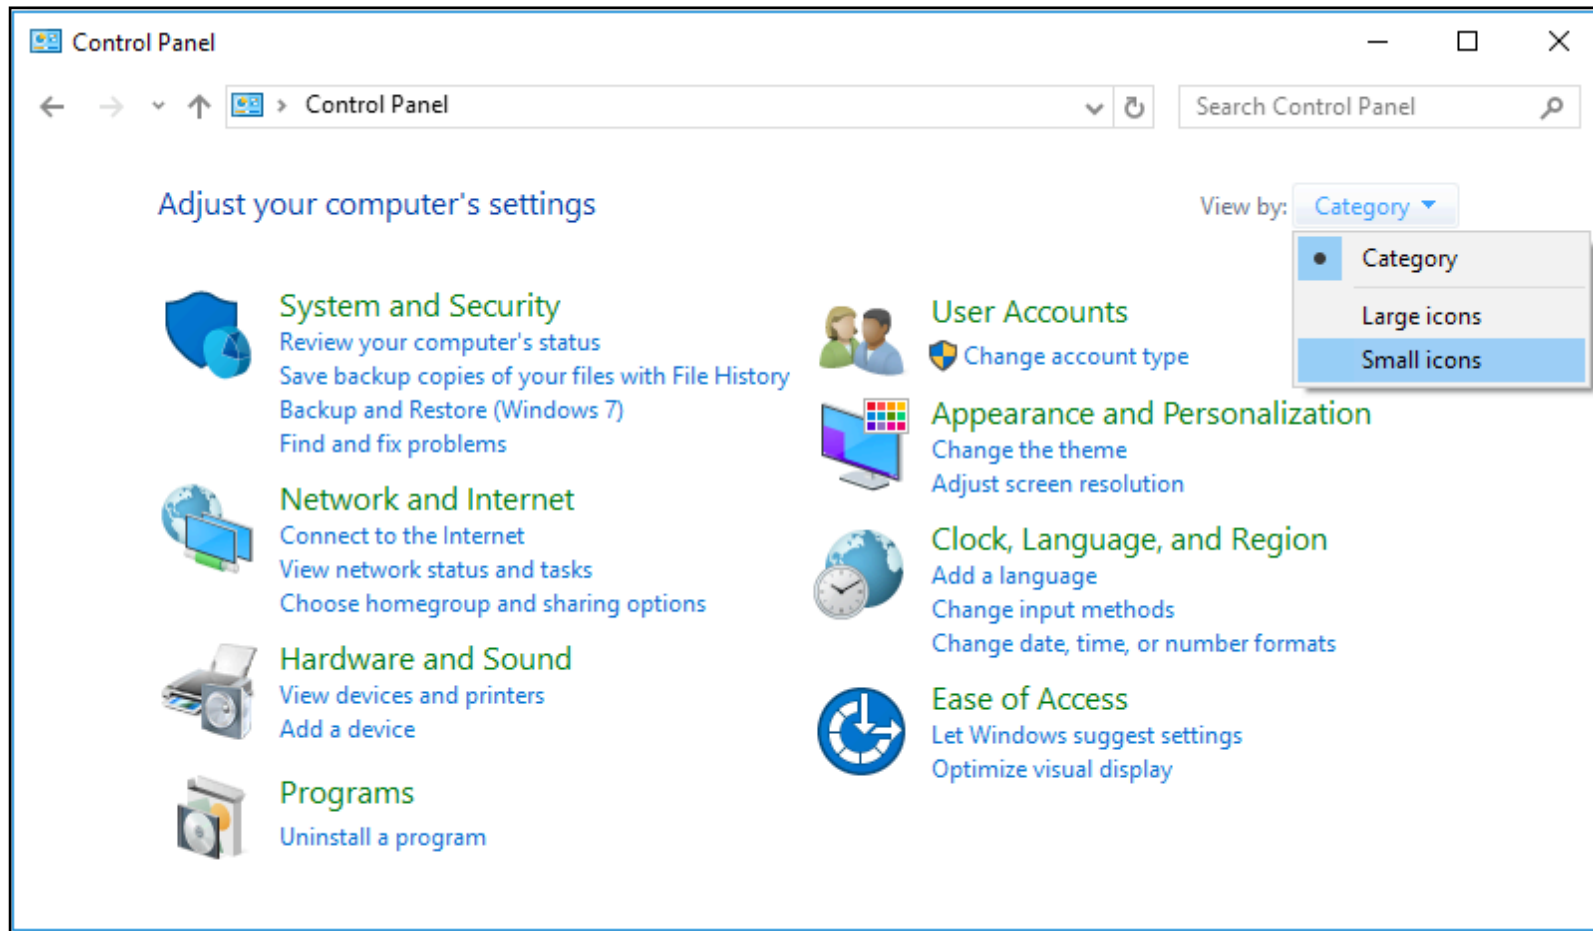 Control Panel
Control Panel
Search Control Panel
Adjust your computer's settings
View by: Category
Category
Large icons
Small icons
System and Security
Review your computer's status
Save backup copies of your files with File History
Backup and Restore (Windows 7)
Find and fix problems
Network and Internet
Connect to the Internet
View network status and tasks
Choose homegroup and sharing options
Hardware and Sound
View devices and printers
Add a device
Programs
Uninstall a program
User Accounts
Change account type
Appearance and Personalization
Change the theme
Adjust screen resolution
Clock, Language, and Region
Add a language
Change input methods
Change date, time, or number formats
Ease of Access
Let Windows suggest settings
Optimize visual display